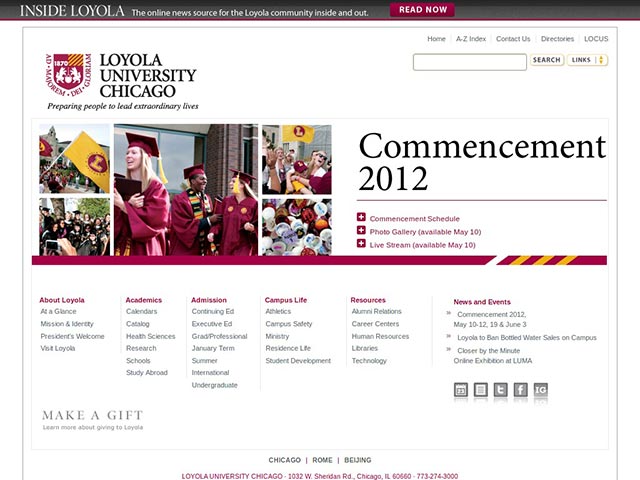 INSIDE LOYOLA The online news source for the Loyola community inside and out. READ NOW
Home A-Z Index Contact Us Directories LOCUS
SEARCH LINKS
1870
AD · MAJOREM · DEI · GLORIAM
LOYOLA
UNIVERSITY
CHICAGO
Preparing people to lead extraordinary lives
Commencement
2012
Commencement Schedule
Photo Gallery (available May 10)
Live Stream (available May 10)
About Loyola
At a Glance
Mission & Identity
President's Welcome
Visit Loyola
Academics
Calendars
Catalog
Health Sciences
Research
Schools
Study Abroad
Admission
Continuing Ed
Executive Ed
Grad/Professional
January Term
Summer
International
Undergraduate
Campus Life
Athletics
Campus Safety
Ministry
Residence Life
Student Development
Resources
Alumni Relations
Career Centers
Human Resources
Libraries
Technology
News and Events
» Commencement 2012,
May 10-12, 19 & June 3
» Loyola to Ban Bottled Water Sales on Campus
» Closer by the Minute
Online Exhibition at LUMA
IG
MAKE A GIFT
Learn more about giving to Loyola
CHICAGO | ROME | BEIJING
LOYOLA UNIVERSITY CHICAGO · 1032 W. Sheridan Rd., Chicago, IL 60660 · 773-274-3000